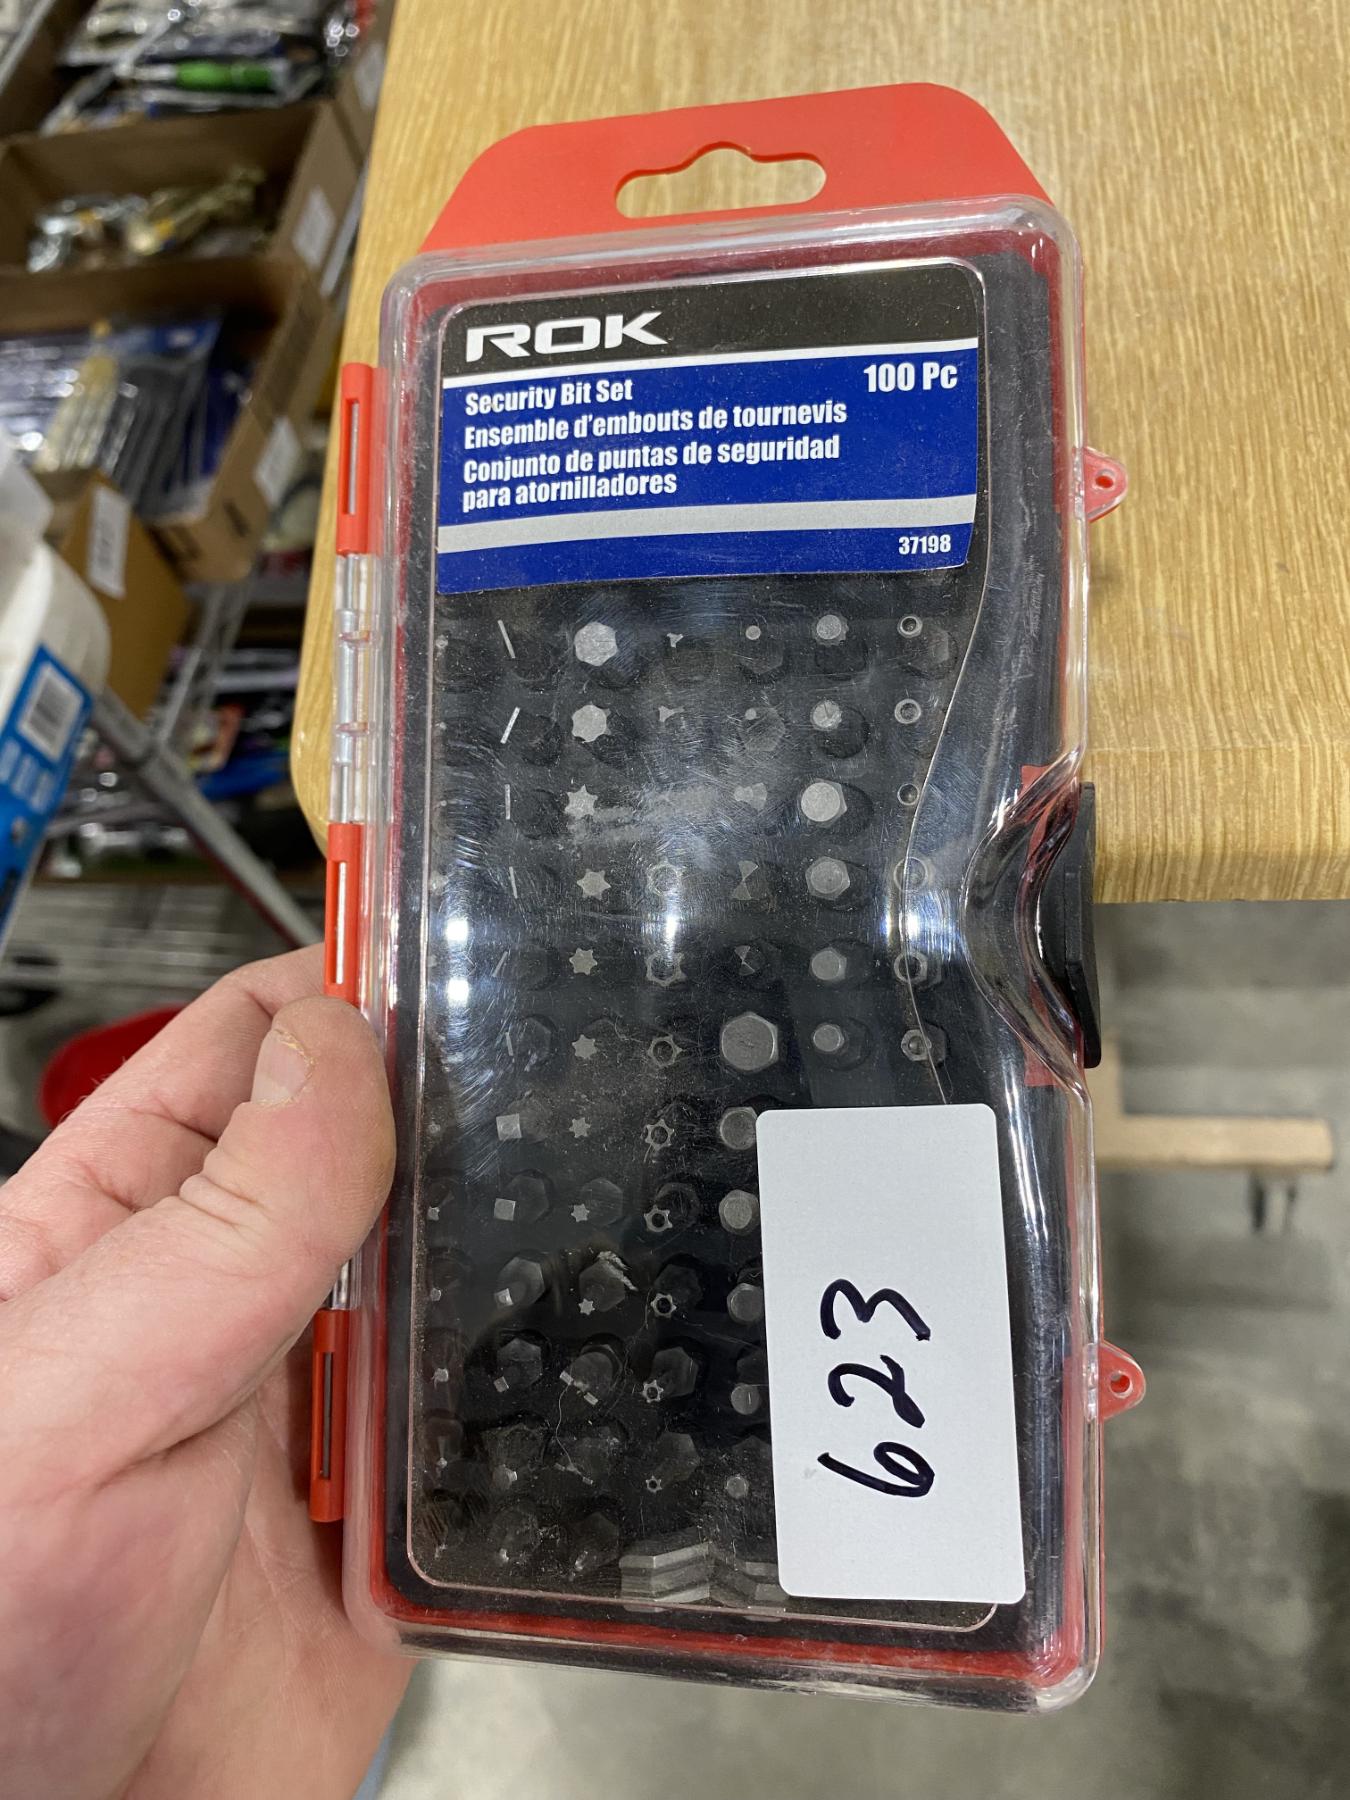 ROK
Security Bit Set
100 Pc
Ensemble d'embouts de tournevis
Conjunto de puntas de seguridad
para atornilladores
37198
623